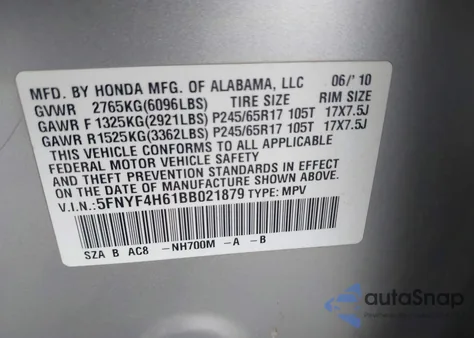 MFD. BY HONDA MFG. OF ALABAMA, LLC 06/'10
GVWR 2765KG(6096LBS) TIRE SIZE RIM SIZE
GAWR F 1325KG(2921LBS) P245/65R17 105T 17X7.5J
GAWR R 1525KG(3362LBS) P245/65R17 105T 17X7.5J
THIS VEHICLE CONFORMS TO ALL APPLICABLE
FEDERAL MOTOR VEHICLE SAFETY
AND THEFT PREVENTION STANDARDS IN EFFECT
ON THE DATE OF MANUFACTURE SHOWN ABOVE.
V.I.N.: 5FNYF4H61BB021879 TYPE: MPV
SZA B AC8 -NH700M -A -B
autoSnap